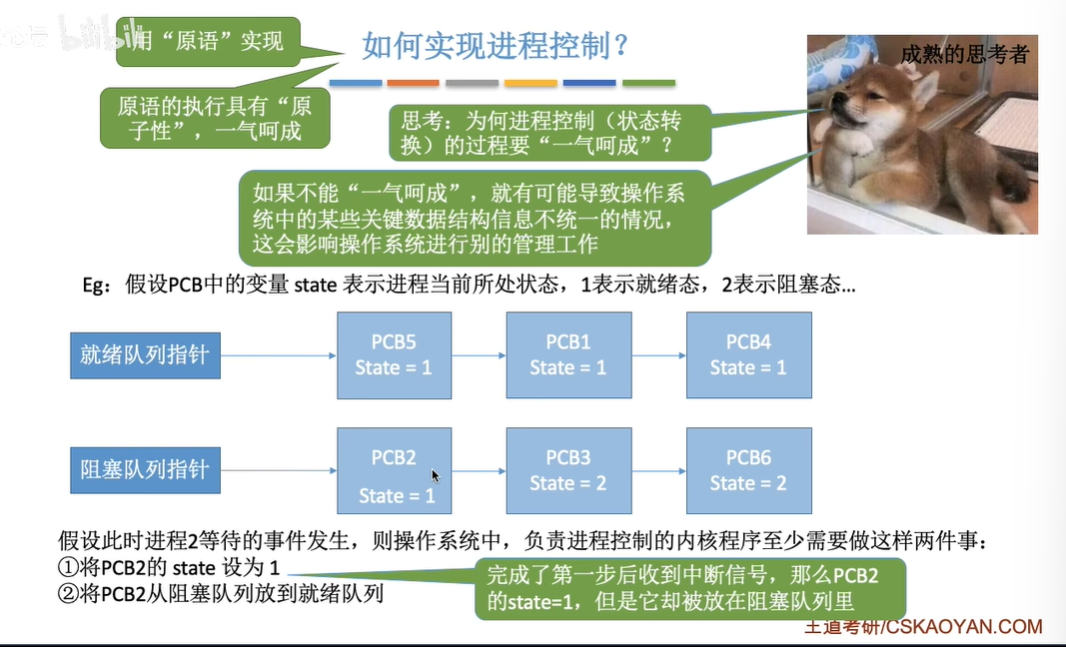 bilibili
用“原语”实现
如何实现进程控制？
成熟的思考者
原语的执行具有“原
子性”，一气呵成
思考：为何进程控制（状态转
换）的过程要“一气呵成”？
如果不能“一气呵成”，就有可能导致操作系
统中的某些关键数据结构信息不统一的情况，
这会影响操作系统进行别的管理工作
Eg：假设PCB中的变量 state 表示进程当前所处状态，1表示就绪态，2表示阻塞态...
就绪队列指针
PCB5
State = 1
PCB1
State = 1
PCB4
State = 1
阻塞队列指针
PCB2
State = 1
PCB3
State = 2
PCB6
State = 2
假设此时进程2等待的事件发生，则操作系统中，负责进程控制的内核程序至少需要做这样两件事：
①将PCB2的 state 设为 1
②将PCB2从阻塞队列放到就绪队列
完成了第一步后收到中断信号，那么PCB2
的state=1，但是它却被放在阻塞队列里
王道考研/CSKAOYAN.COM